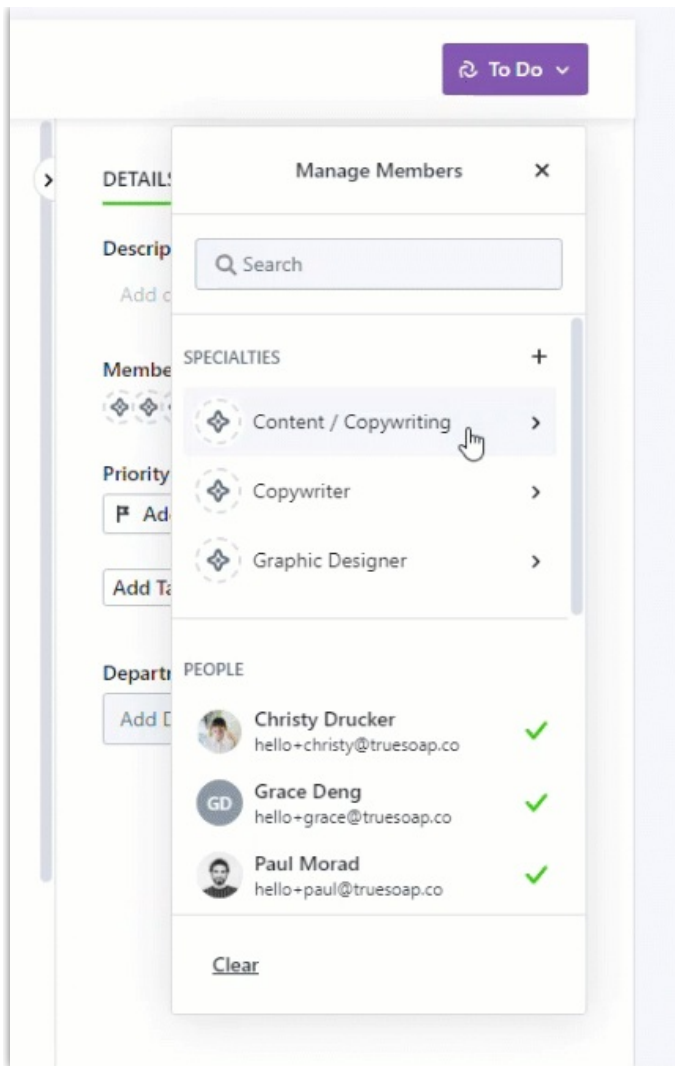 To Do
Manage Members
DETAILS
Search
Descrip
Add c
SPECIALTIES
Membe
Content / Copywriting
Priority
Copywriter
Ad
Graphic Designer
Add Ta
PEOPLE
Departm
Add D
Christy Drucker
hello+christy@truesoap.co
GD
Grace Deng
hello+grace@truesoap.co
Paul Morad
hello+paul@truesoap.co
Clear